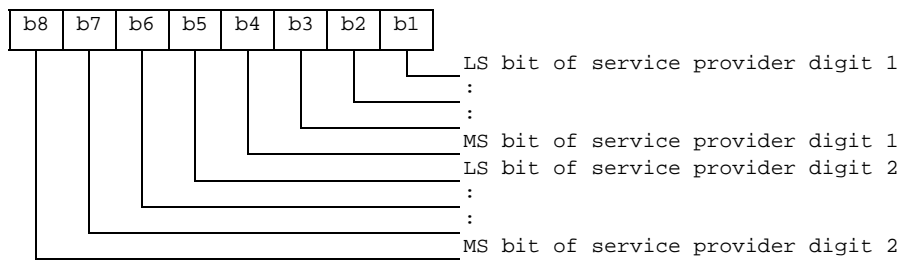 b8 b7 b6 b5 b4 b3 b2 b1
LS bit of service provider digit 1
:
:
MS bit of service provider digit 1
LS bit of service provider digit 2
:
:
MS bit of service provider digit 2